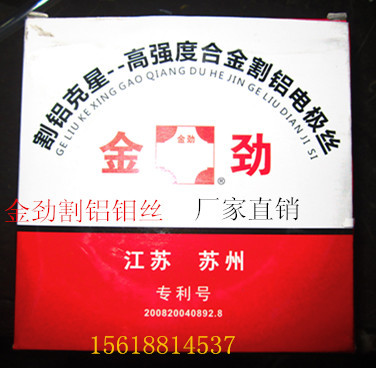 割铝克星--高强度合金割铝电极丝
GE LIU KE XING GAO QIANG DU HE JIN GE LIU DIAN JI SI
金 金劲 ® 劲
金劲割铝钼丝 厂家直销
江苏 苏州
专利号
200820040892.8
15618814537